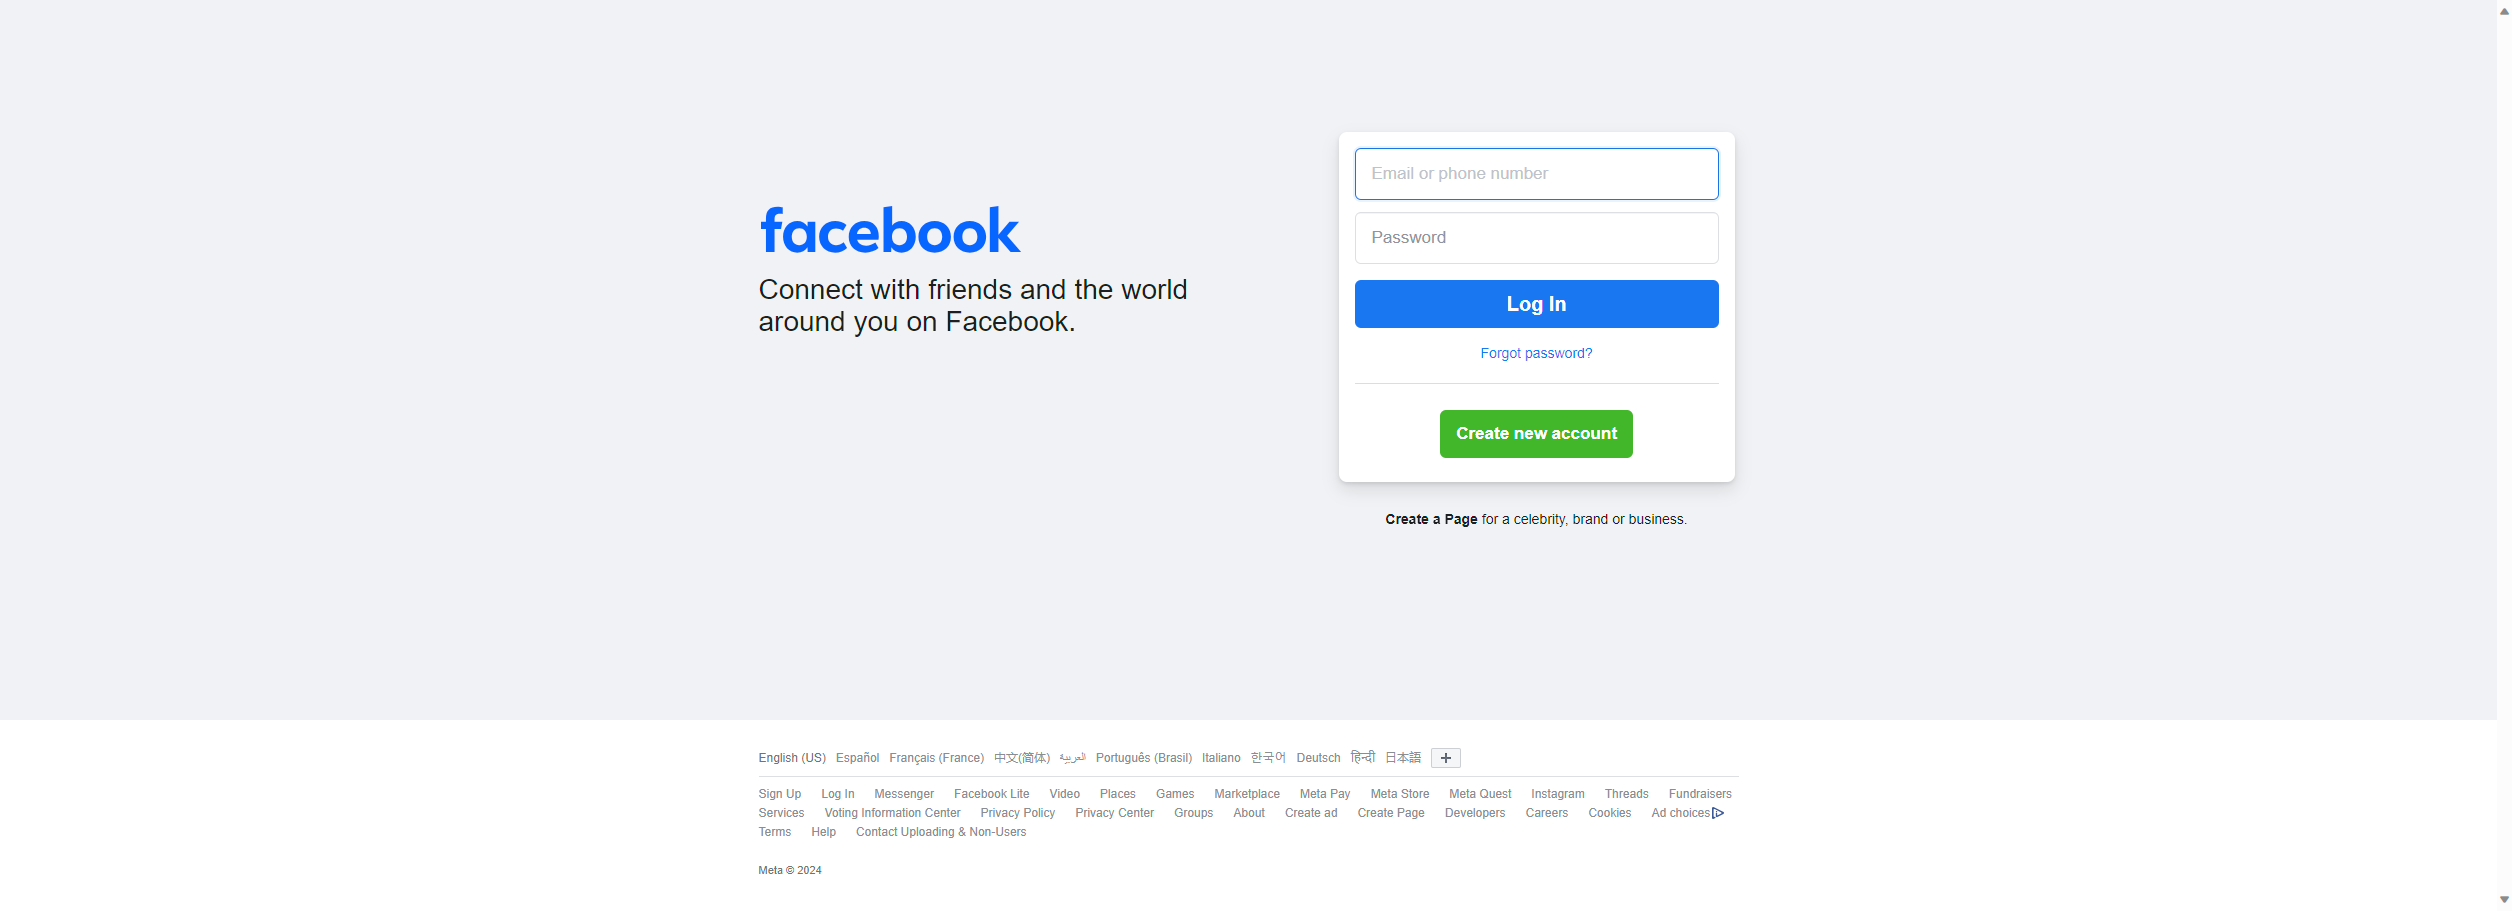 facebook
Connect with friends and the world
around you on Facebook.
Email or phone number
Password
Log In
Forgot password?
Create new account
Create a Page for a celebrity, brand or business.
English (US) Español Français (France) 中文(简体) العربية Português (Brasil) Italiano 한국어 Deutsch हिन्दी 日本語
Sign Up Log In Messenger Facebook Lite Video Places Games Marketplace Meta Pay Meta Store Meta Quest Instagram Threads Fundraisers
Services Voting Information Center Privacy Policy Privacy Center Groups About Create ad Create Page Developers Careers Cookies Ad choices
Terms Help Contact Uploading & Non-Users
Meta © 2024